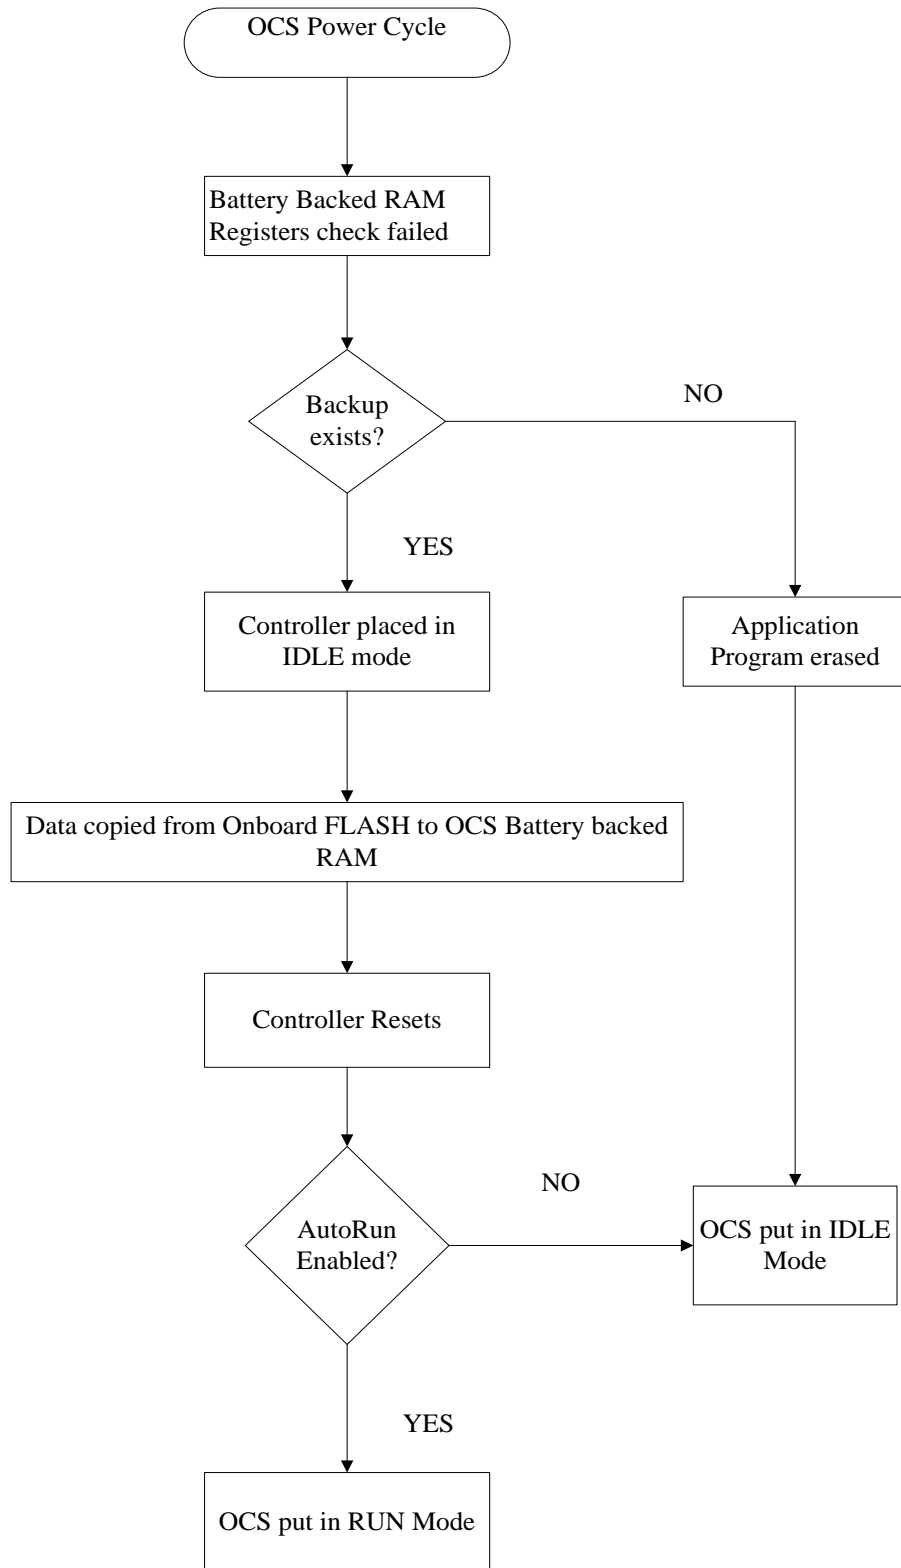 OCS Power Cycle
Battery Backed RAM
Registers check failed
Backup
exists?
NO
YES
Controller placed in
IDLE mode
Application
Program erased
Data copied from Onboard FLASH to OCS Battery backed
RAM
Controller Resets
AutoRun
Enabled?
NO
OCS put in IDLE
Mode
YES
OCS put in RUN Mode